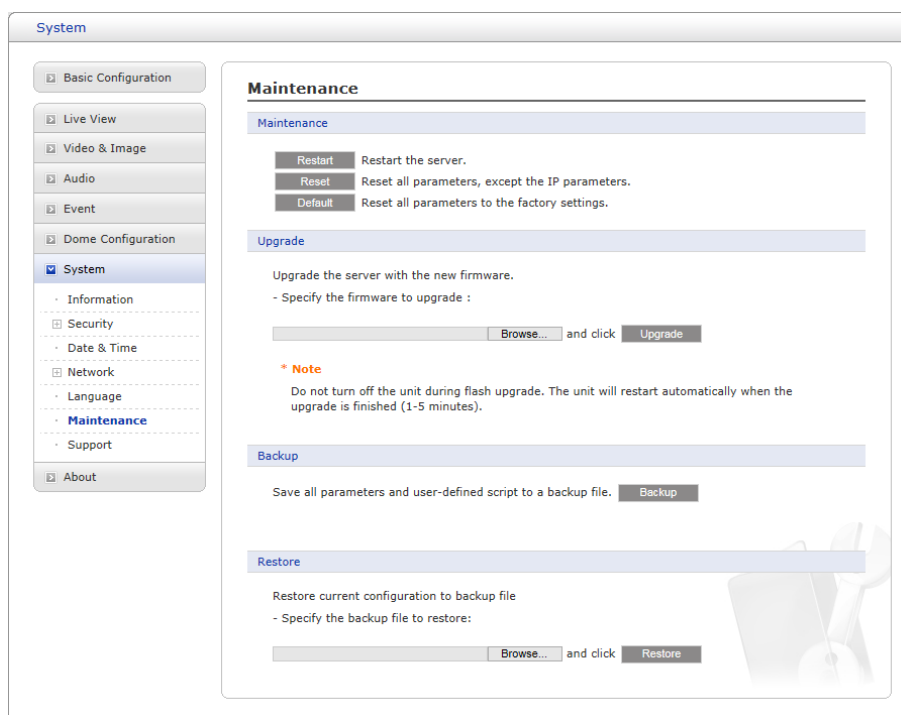 System
Basic Configuration
Live View
Video & Image
Audio
Event
Dome Configuration
System
· Information
Security
· Date & Time
Network
· Language
· Maintenance
· Support
About
Maintenance
Maintenance
Restart Restart the server.
Reset Reset all parameters, except the IP parameters.
Default Reset all parameters to the factory settings.
Upgrade
Upgrade the server with the new firmware.
- Specify the firmware to upgrade :
Browse... and click Upgrade
* Note
Do not turn off the unit during flash upgrade. The unit will restart automatically when the
upgrade is finished (1-5 minutes).
Backup
Save all parameters and user-defined script to a backup file. Backup
Restore
Restore current configuration to backup file
- Specify the backup file to restore:
Browse... and click Restore